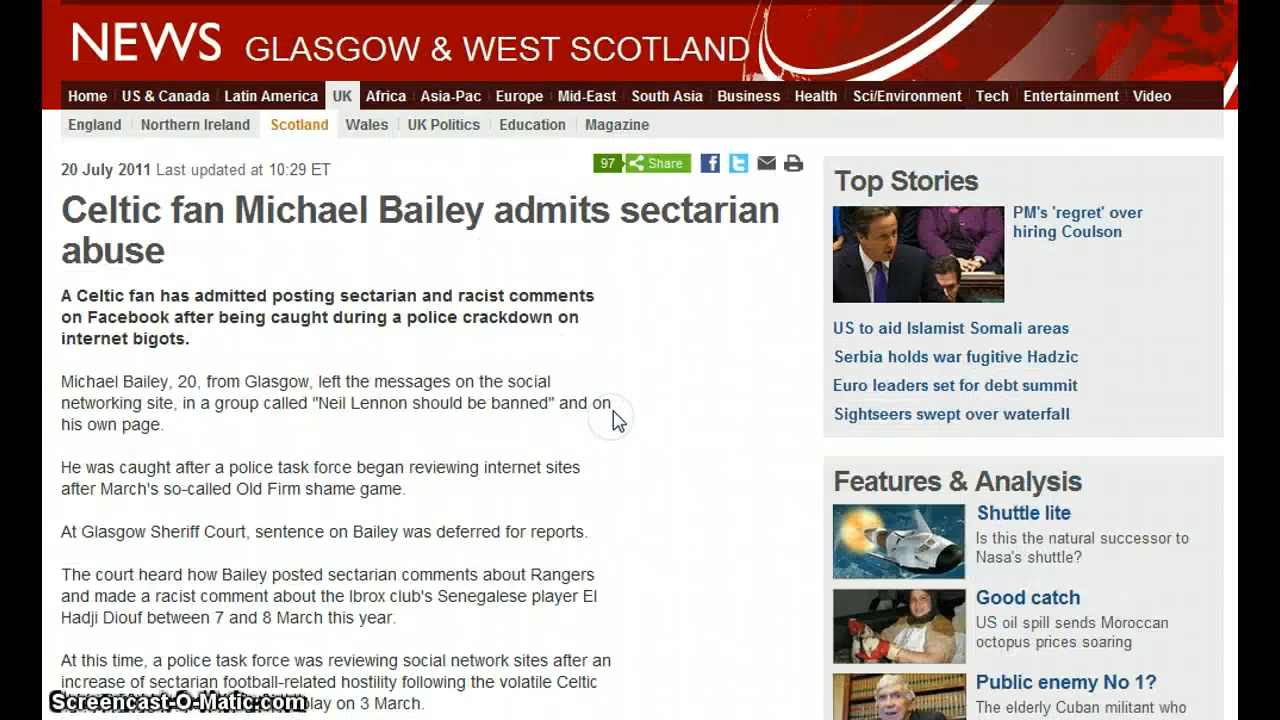 NEWS GLASGOW & WEST SCOTLAND
Home US & Canada Latin America UK Africa Asia-Pac Europe Mid-East South Asia Business Health Sci/Environment Tech Entertainment Video
England Northern Ireland Scotland Wales UK Politics Education Magazine
20 July 2011 Last updated at 10:29 ET
97 Share
Celtic fan Michael Bailey admits sectarian
abuse
A Celtic fan has admitted posting sectarian and racist comments
on Facebook after being caught during a police crackdown on
internet bigots.
Michael Bailey, 20, from Glasgow, left the messages on the social
networking site, in a group called "Neil Lennon should be banned" and on
his own page.
He was caught after a police task force began reviewing internet sites
after March's so-called Old Firm shame game.
At Glasgow Sheriff Court, sentence on Bailey was deferred for reports.
The court heard how Bailey posted sectarian comments about Rangers
and made a racist comment about the Ibrox club's Senegalese player El
Hadji Diouf between 7 and 8 March this year.
At this time, a police task force was reviewing social network sites after an
increase of sectarian football-related hostility following the volatile Celtic
on 3 March.
Screencast-O-Matic.com
Top Stories
PM's 'regret' over
hiring Coulson
US to aid Islamist Somali areas
Serbia holds war fugitive Hadzic
Euro leaders set for debt summit
Sightseers swept over waterfall
Features & Analysis
Shuttle lite
Is this the natural successor to
Nasa's shuttle?
Good catch
US oil spill sends Moroccan
octopus prices soaring
Public enemy No 1?
The elderly Cuban militant who